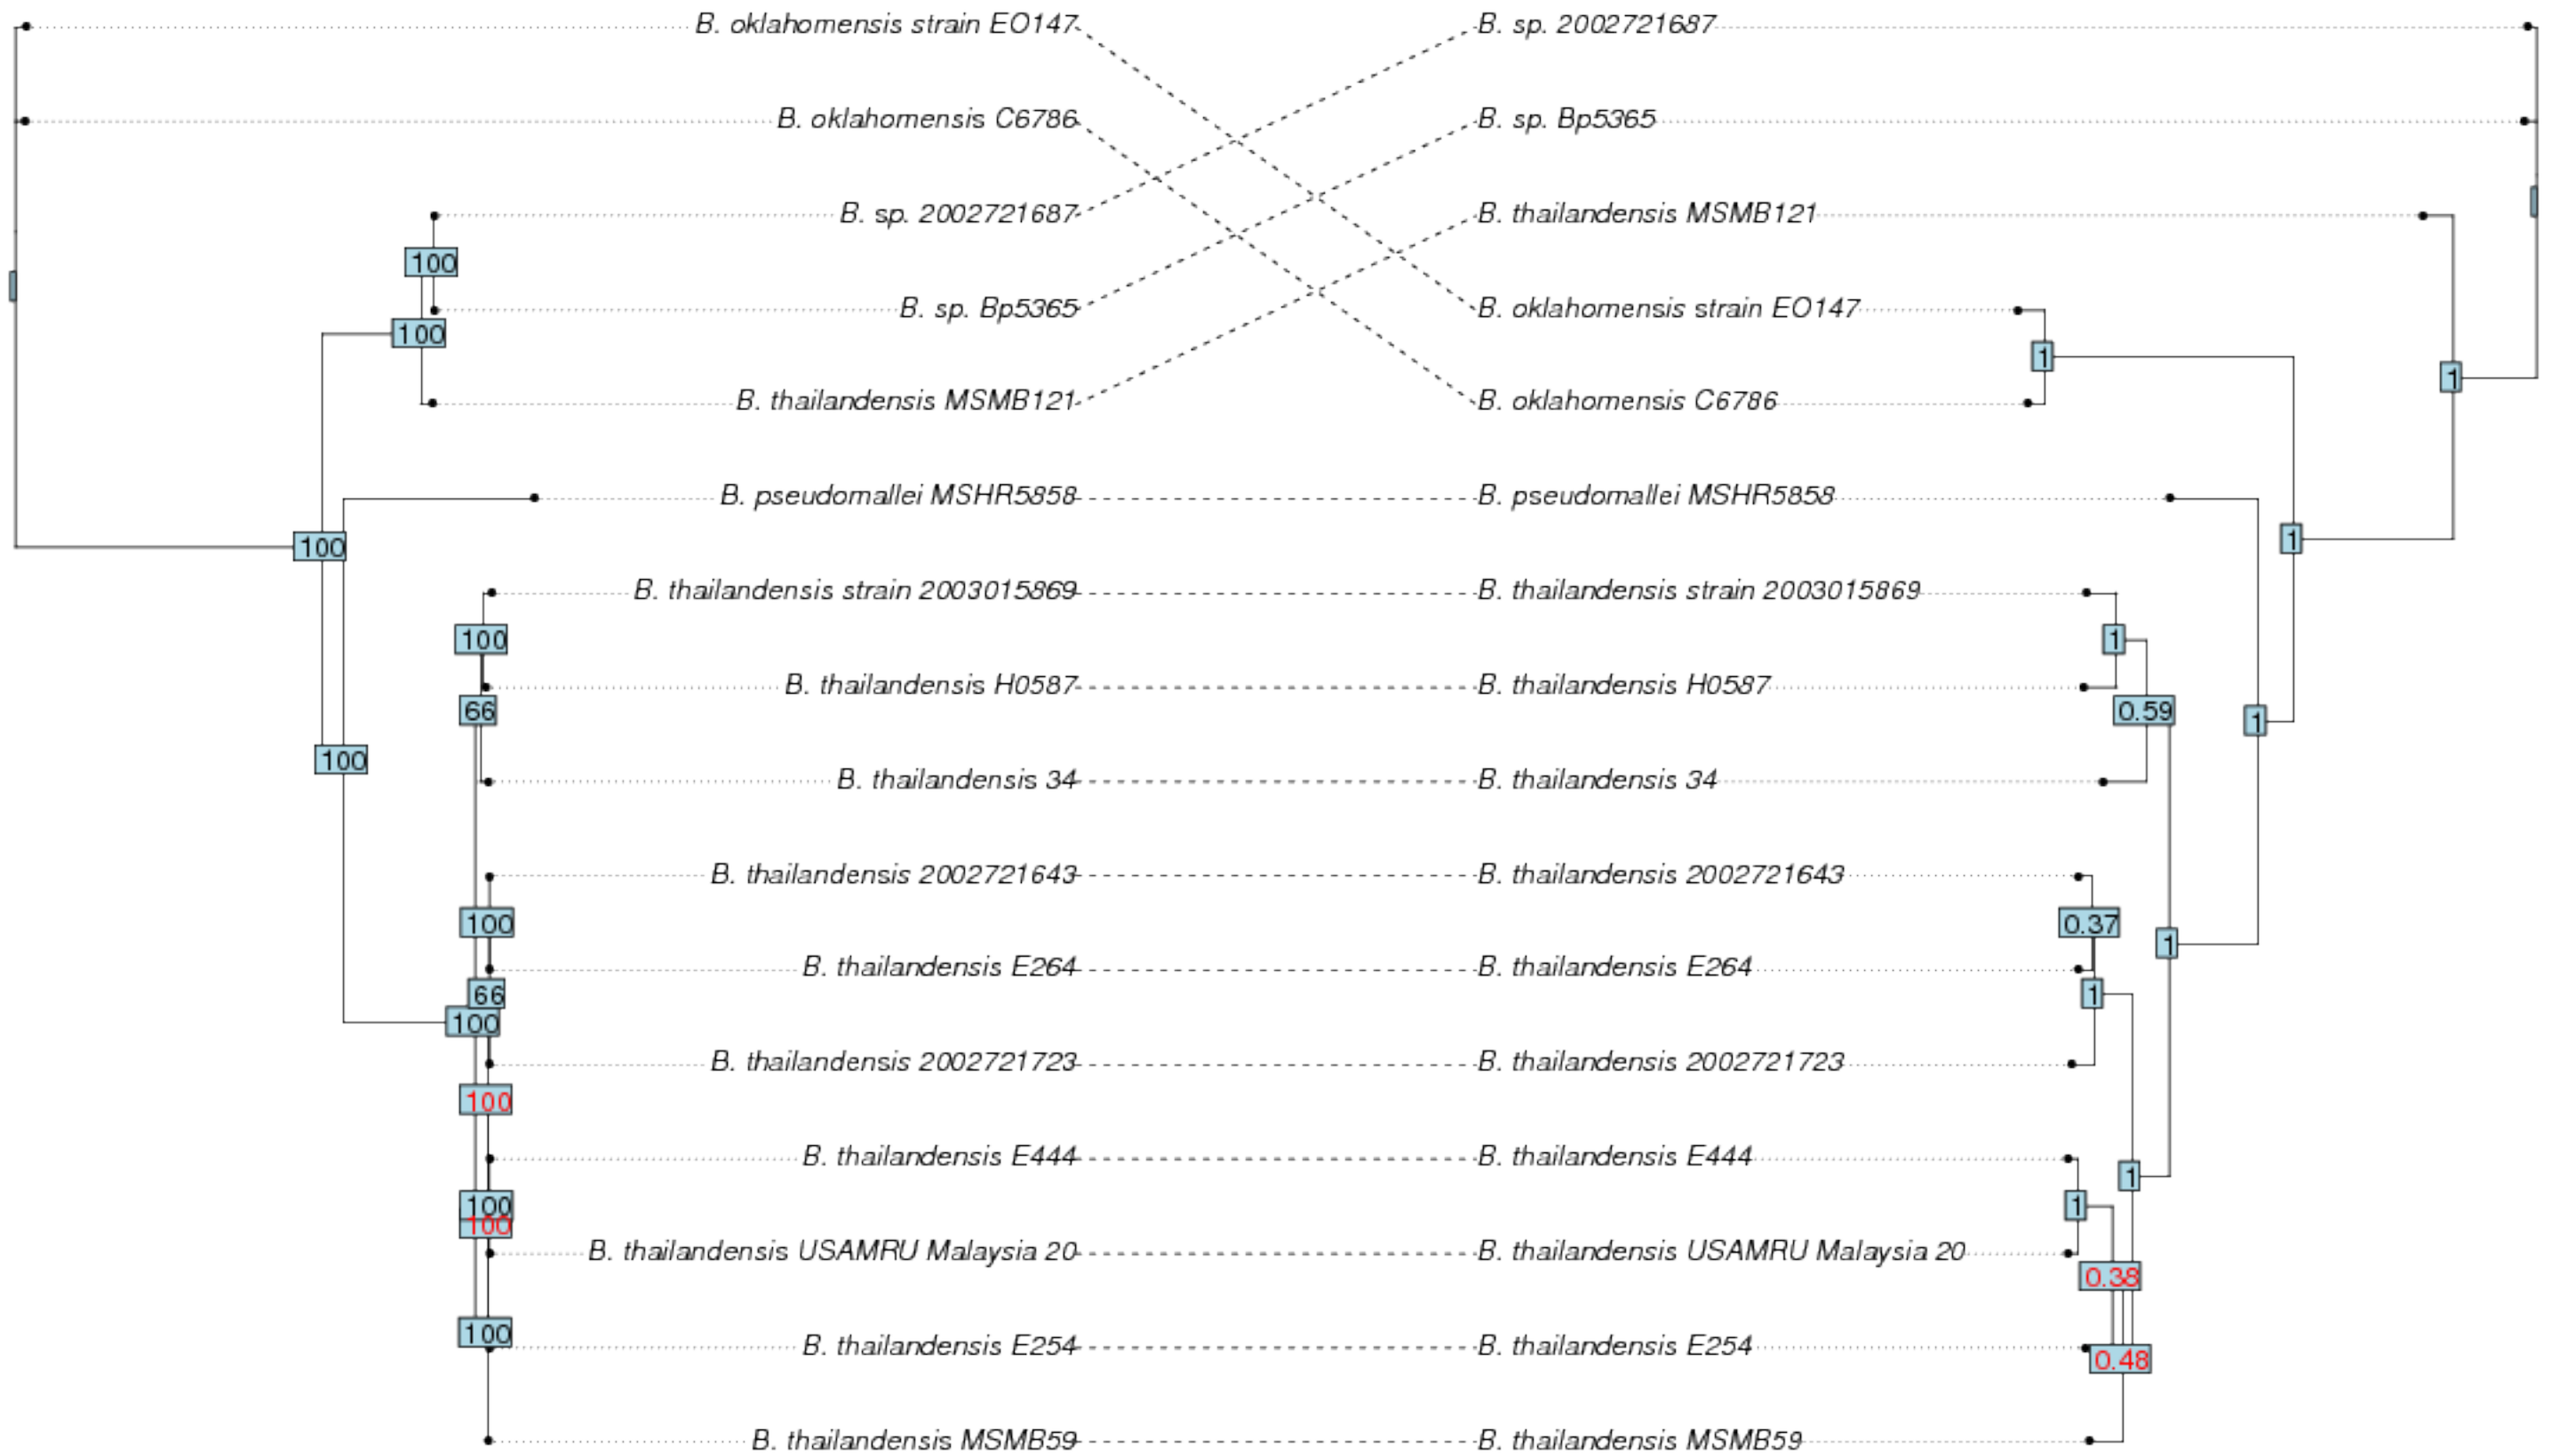 B. oklahomensis strain EO147 B. sp. 2002721687
B. oklahomensis C6786 B. sp. Bp5365
B. sp. 2002721687 B. thailandensis MSMB121
100
B. sp. Bp5365 B. oklahomensis strain EO147
100 1
1
B. thailandensis MSMB121 B. oklahomensis C6786
B. pseudomallei MSHR5858 B. pseudomallei MSHR5858
100 1
B. thailandensis strain 2003015869 B. thailandensis strain 2003015869
100 1
B. thailandensis H0587 B. thailandensis H0587
66 0.59 1
100
B. thailandensis 34 B. thailandensis 34
B. thailandensis 2002721643 B. thailandensis 2002721643
100 0.37
1
B. thailandensis E264 B. thailandensis E264
66 1
100
B. thailandensis 2002721723 B. thailandensis 2002721723
100
B. thailandensis E444 B. thailandensis E444
1
100 1
100
B. thailandensis USAMRU Malaysia 20 B. thailandensis USAMRU Malaysia 20
0.38
100
B. thailandensis E254 B. thailandensis E254
0.48
B. thailandensis MSMB59 B. thailandensis MSMB59